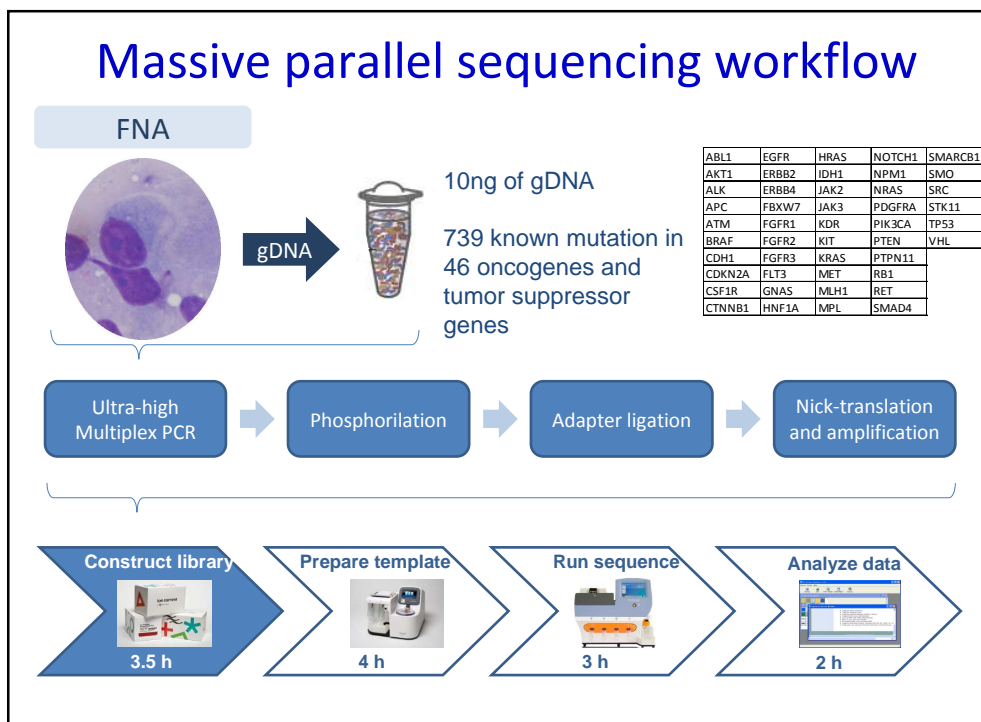 Massive parallel sequencing workflow
FNA
gDNA
10ng of gDNA
739 known mutation in
46 oncogenes and
tumor suppressor
genes
ABL1 EGFR HRAS NOTCH1 SMARCB1
AKT1 ERBB2 IDH1 NPM1 SMO
ALK ERBB4 JAK2 NRAS SRC
APC FBXW7 JAK3 PDGFRA STK11
ATM FGFR1 KDR PIK3CA TP53
BRAF FGFR2 KIT PTEN VHL
CDH1 FGFR3 KRAS PTPN11
CDKN2A FLT3 MET RB1
CSF1R GNAS MLH1 RET
CTNNB1 HNF1A MPL SMAD4
Ultra-high
Multiplex PCR
Phosphorilation
Adapter ligation
Nick-translation
and amplification
Construct library
3.5 h
Prepare template
4 h
Run sequence
3 h
Analyze data
2 h